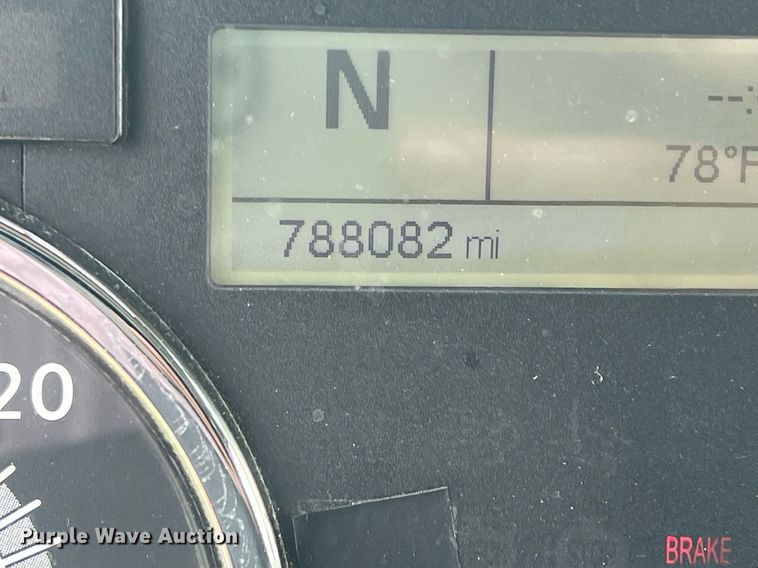 N
--:
78°F
788082 mi
20
Purple Wave Auction
BRAKE